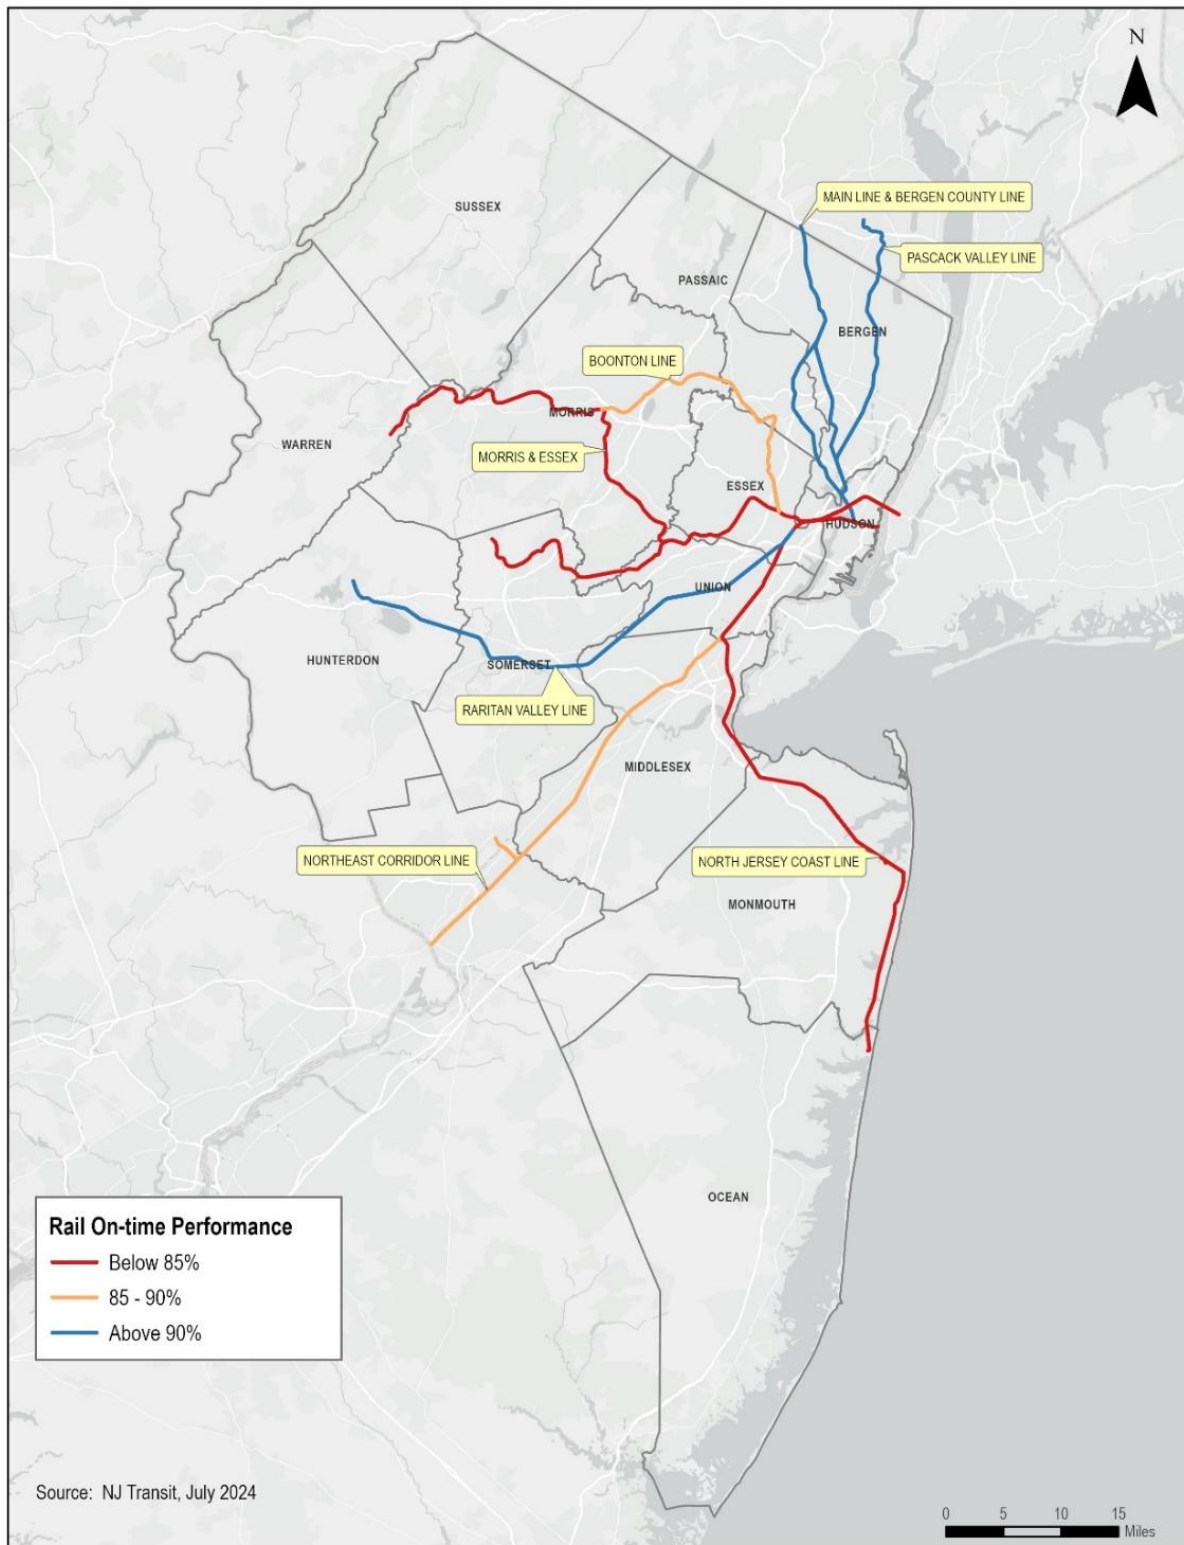 N
MAIN LINE & BERGEN COUNTY LINE
SUSSEX
PASCACK VALLEY LINE
PASSAIC
BERGEN
BOONTON LINE
MORRIS
WARREN
MORRIS & ESSEX
ESSEX
HUDSON
UNION
HUNTERDON
SOMERSET
RARITAN VALLEY LINE
MIDDLESEX
NORTHEAST CORRIDOR LINE
NORTH JERSEY COAST LINE
MONMOUTH
OCEAN
Rail On-time Performance
Below 85%
85 - 90%
Above 90%
Source: NJ Transit, July 2024
0 5 10 15
Miles